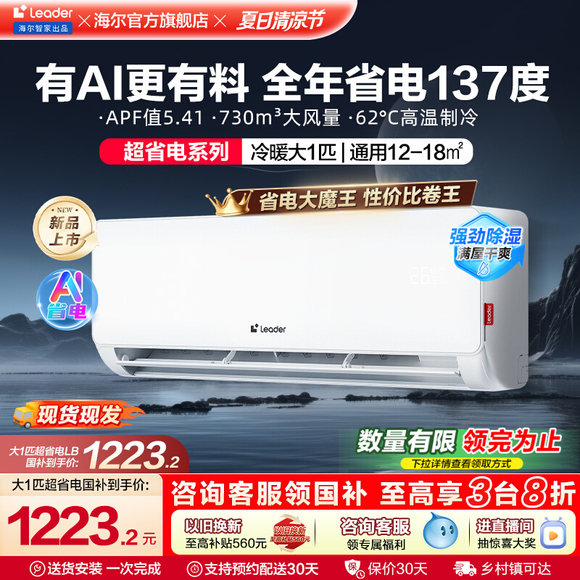 Leader
海尔智家出品
海尔官方旗舰店
夏日清凉节
有AI更有料 全年省电137度
·APF值5.41 ·730m³大风量 ·62°C高温制冷
超省电系列 冷暖大1匹|通用12-18㎡
省电大魔王 性价比卷王
NEW
新品
上市
强劲除湿
满屋干爽
AI
省电
26
Leader
Leader
现货现发
大1匹超省电LB
国补到手价: 1223.2
数量有限 领完为止
下拉详情查看领取方式
大1匹超省电国补到手价:
1223.2元
咨询客服领国补 至高享3台8折
以旧换新
至高补贴560元
咨询客服
领专属福利
进直播间
抽惊喜大奖
送货安装一次完成
支持预约配送30天
保价30天
乡村镇可达